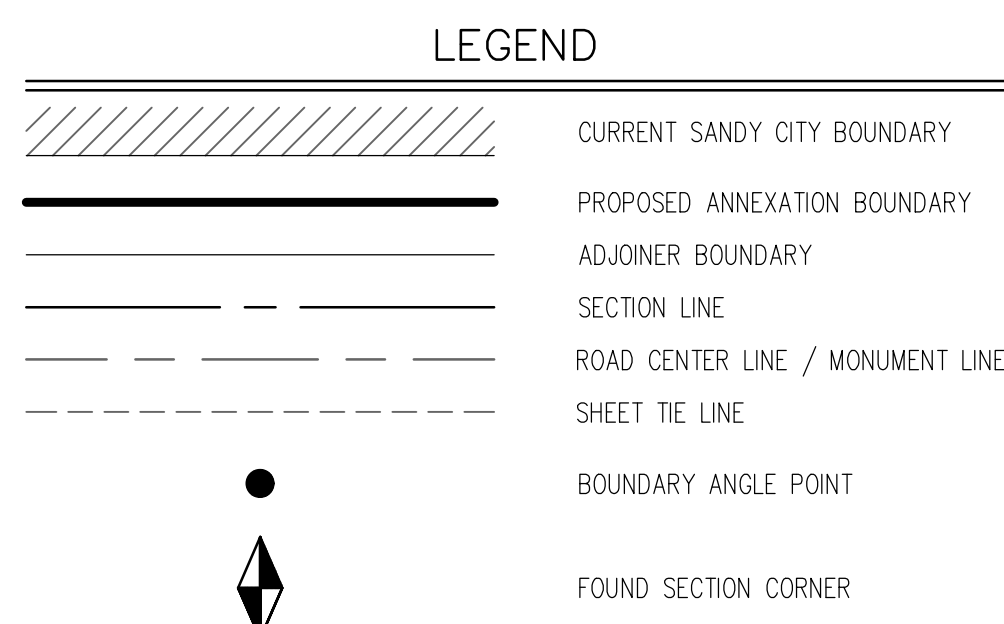 LEGEND
CURRENT SANDY CITY BOUNDARY
PROPOSED ANNEXATION BOUNDARY
ADJOINER BOUNDARY
SECTION LINE
ROAD CENTER LINE / MONUMENT LINE
SHEET TIE LINE
BOUNDARY ANGLE POINT
FOUND SECTION CORNER